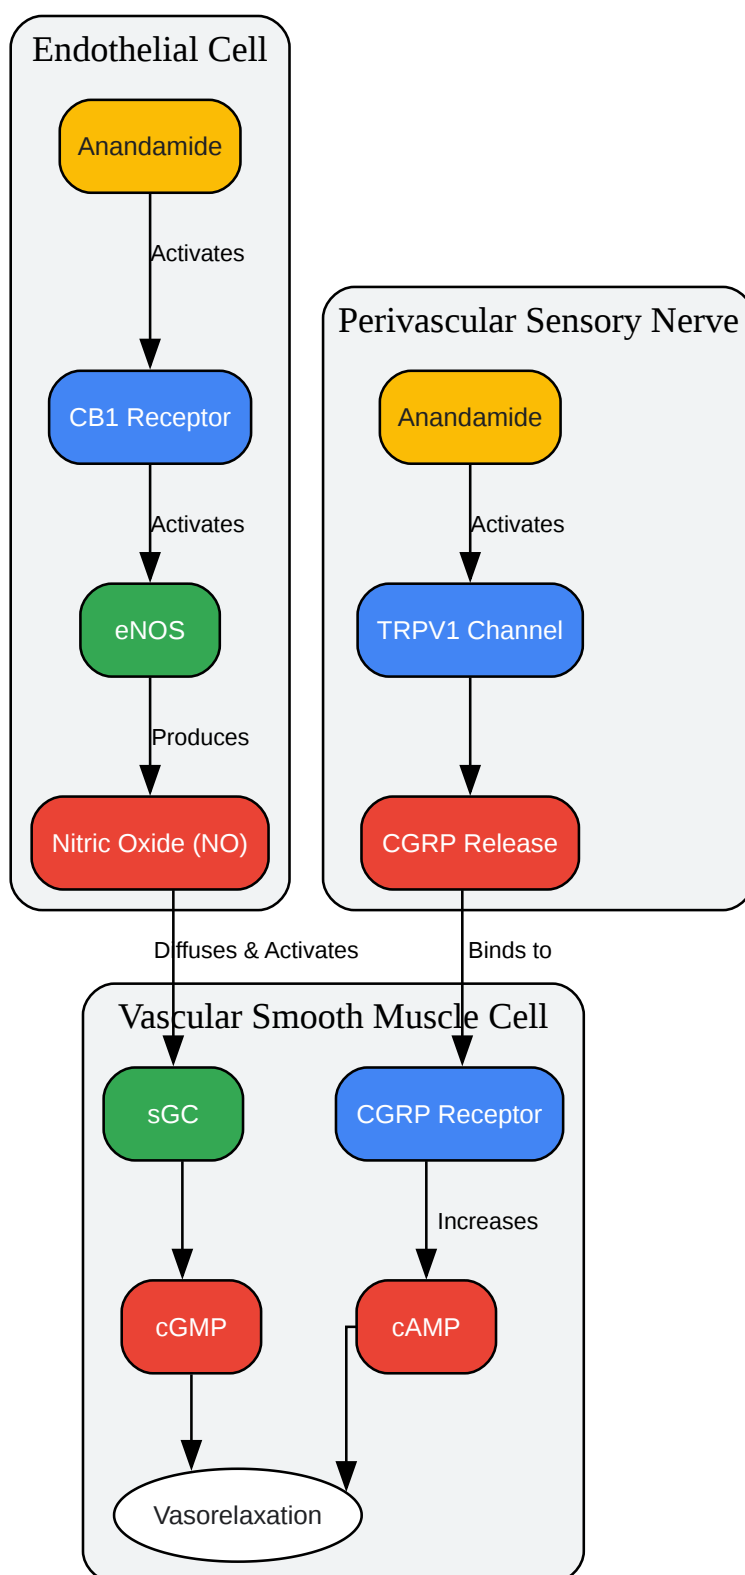 Endothelial Cell
Anandamide
Activates
CB1 Receptor
Activates
eNOS
Produces
Nitric Oxide (NO)
Perivascular Sensory Nerve
Anandamide
Activates
TRPV1 Channel
CGRP Release
Diffuses & Activates
Binds to
Vascular Smooth Muscle Cell
sGC
CGRP Receptor
Increases
cGMP
cAMP
Vasorelaxation